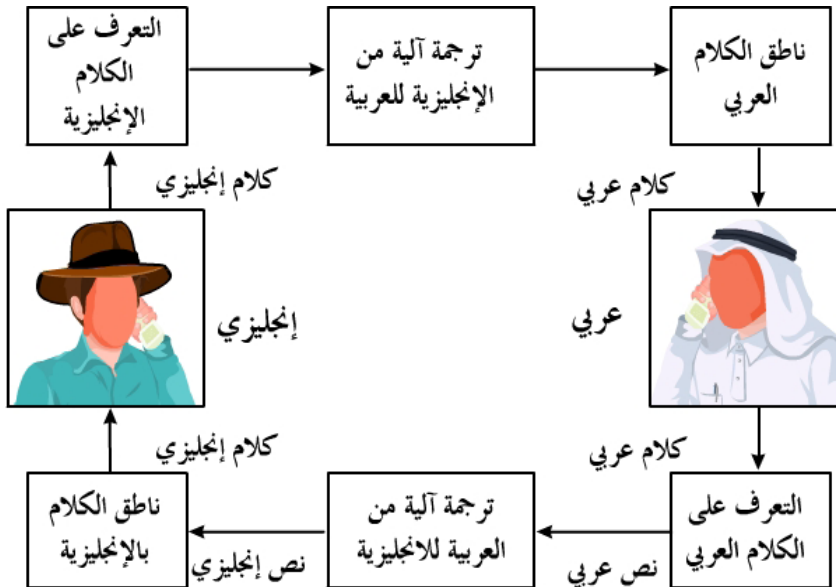 ناطق الكلام
العربي
ترجمة آلية من
الإنجليزية للعربية
التعرف على
الكلام
الإنجليزية
كلام عربي
كلام إنجليزي
عربي
إنجليزي
كلام عربي
كلام إنجليزي
التعرف على
الكلام العربي
نص عربي
ترجمة آلية من
العربية للانجليزية
نص إنجليزي
ناطق الكلام
بالإنجليزية